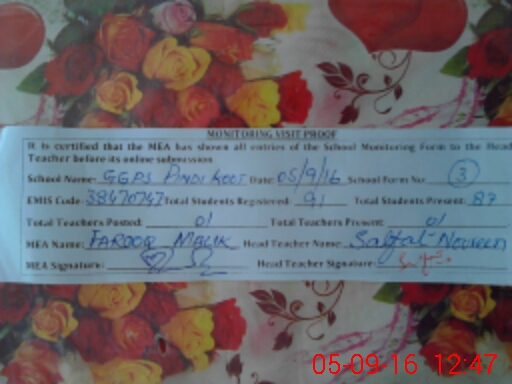 MONITORING VISIT PROOF
It is certified that the MEA has shown all entries of the School Monitoring Form to the Head
Teacher before its online submission
School Name: GGPS PINDI KOOT Date: 05/9/16 School Form No: 3
EMIS Code: 38470747 Total Students Registered: 91 Total Students Present: 87
Total Teachers Posted: 01 Total Teachers Present: 01
MEA Name: FAROOQ MALIK Head Teacher Name: Noreen
MEA Signature: Head Teacher Signature:
05-09-16 12:47